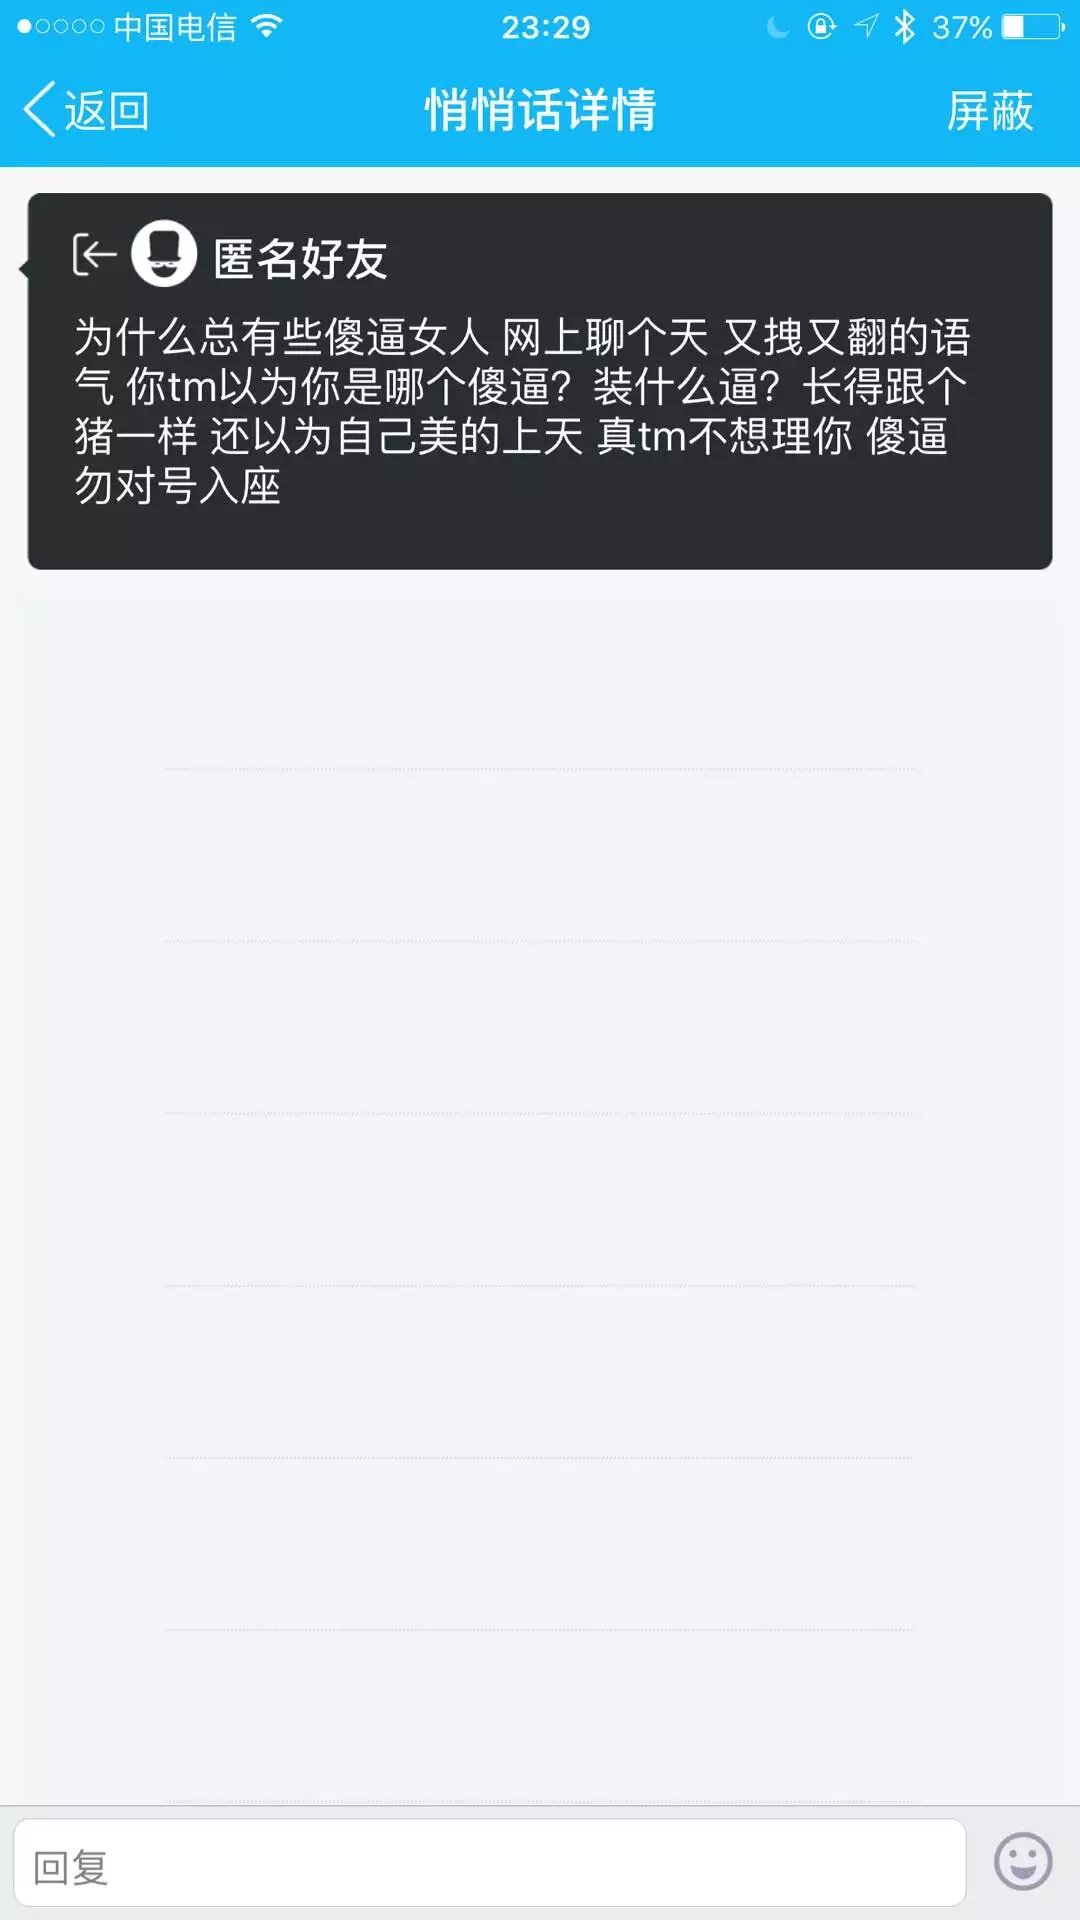 中国电信 23:29 37%
返回 悄悄话详情 屏蔽
匿名好友
为什么总有些傻逼女人 网上聊个天 又拽又翻的语
气 你tm以为你是哪个傻逼？装什么逼？长得跟个
猪一样 还以为自己美的上天 真tm不想理你 傻逼
勿对号入座
回复